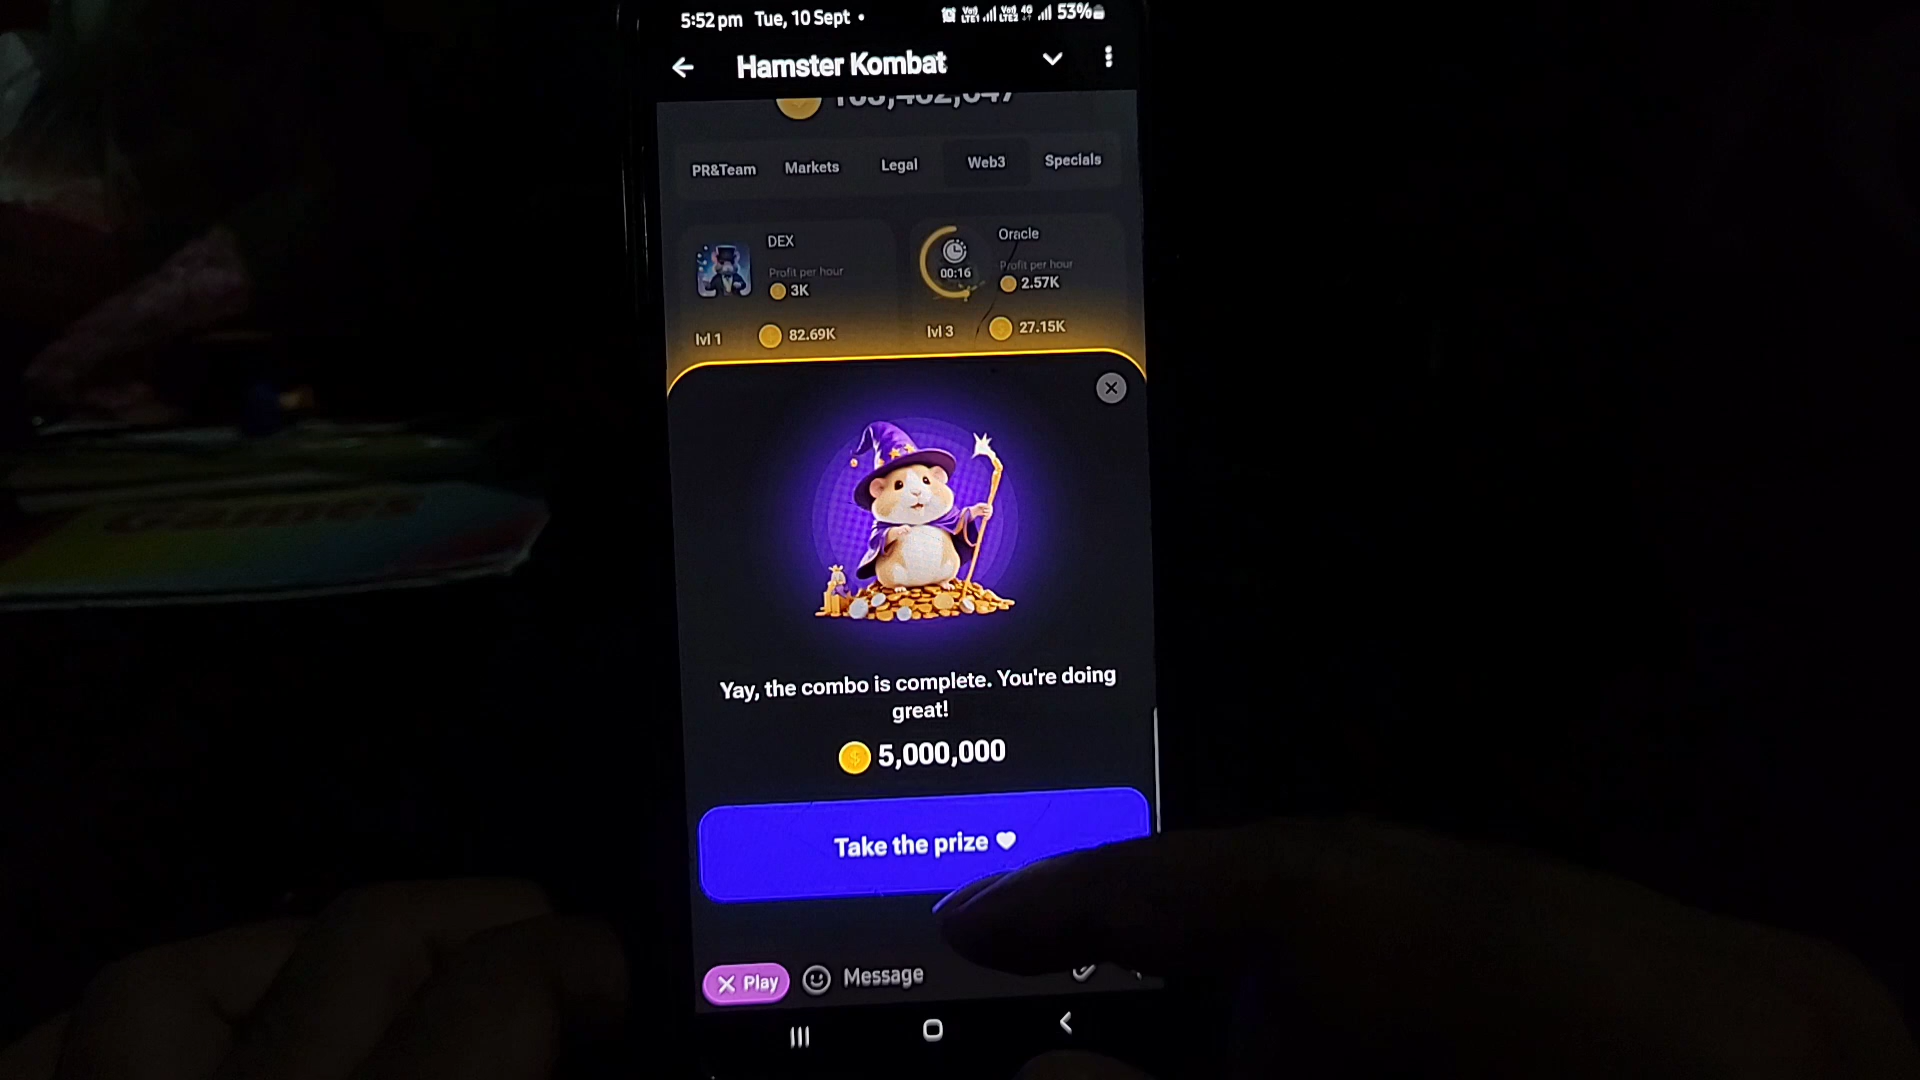 5:52pm Tue, 10 Sept • 53%
Hamster Kombat
PR&Team Markets Legal Web3 Specials
DEX
Profit per hour
3K
lvl 1 82.69K
Oracle
00:16
Profit per hour
2.57K
lvl 3 27.15K
Yay, the combo is complete. You're doing
great!
5,000,000
Take the prize
Play
Message